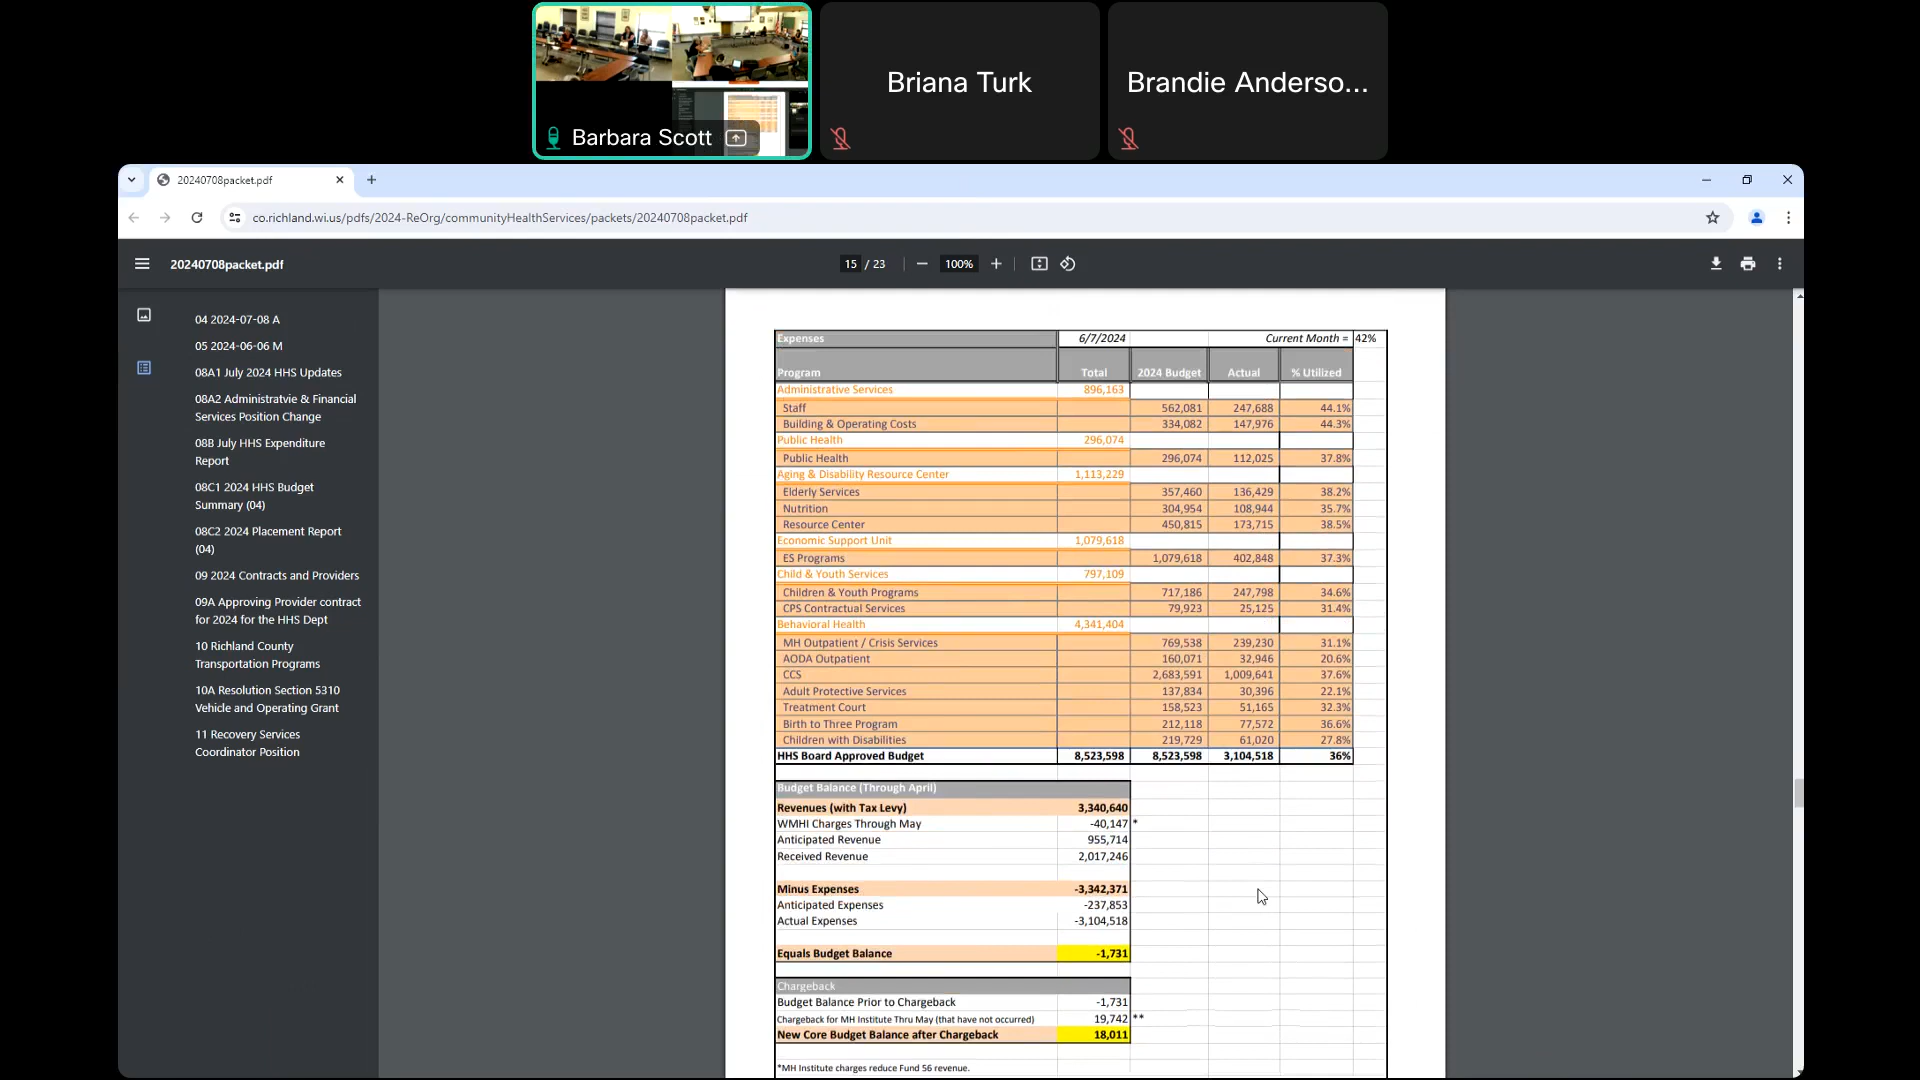 Barbara Scott
Briana Turk
Brandie Anderso...
20240708packet.pdf
co.richland.wi.us/pdfs/2024-ReOrg/communityHealthServices/packets/20240708packet.pdf
20240708packet.pdf
15 / 23
100%
04 2024-07-08 A
05 2024-06-06 M
08A1 July 2024 HHS Updates
08A2 Administratvie & Financial
Services Position Change
08B July HHS Expenditure
Report
08C1 2024 HHS Budget
Summary (04)
08C2 2024 Placement Report
(04)
09 2024 Contracts and Providers
09A Approving Provider contract
for 2024 for the HHS Dept
10 Richland County
Transportation Programs
10A Resolution Section 5310
Vehicle and Operating Grant
11 Recovery Services
Coordinator Position
Expenses 6/7/2024 Current Month = 42%
Program Total 2024 Budget Actual % Utilized
Administrative Services 896,163
Staff 562,081 247,688 44.1%
Building & Operating Costs 334,082 147,976 44.3%
Public Health 296,074
Public Health 296,074 112,025 37.8%
Aging & Disability Resource Center 1,113,229
Elderly Services 357,460 136,429 38.2%
Nutrition 304,954 108,944 35.7%
Resource Center 450,815 173,715 38.5%
Economic Support Unit 1,079,618
ES Programs 1,079,618 402,848 37.3%
Child & Youth Services 797,109
Children & Youth Programs 717,186 247,798 34.6%
CPS Contractual Services 79,923 25,125 31.4%
Behavioral Health 4,341,404
MH Outpatient / Crisis Services 769,538 239,230 31.1%
AODA Outpatient 160,071 32,946 20.6%
CCS 2,683,591 1,009,641 37.6%
Adult Protective Services 137,834 30,396 22.1%
Treatment Court 158,523 51,165 32.3%
Birth to Three Program 212,118 77,572 36.6%
Children with Disabilities 219,729 61,020 27.8%
HHS Board Approved Budget 8,523,598 8,523,598 3,104,518 36%
Budget Balance (Through April)
Revenues (with Tax Levy) 3,340,640
WMHI Charges Through May -40,147 *
Anticipated Revenue 955,714
Received Revenue 2,017,246
Minus Expenses -3,342,371
Anticipated Expenses -237,853
Actual Expenses -3,104,518
Equals Budget Balance -1,731
Chargeback
Budget Balance Prior to Chargeback -1,731
Chargeback for MH Institute Thru May (that have not occurred) 19,742 **
New Core Budget Balance after Chargeback 18,011
*MH Institute charges reduce Fund 56 revenue.